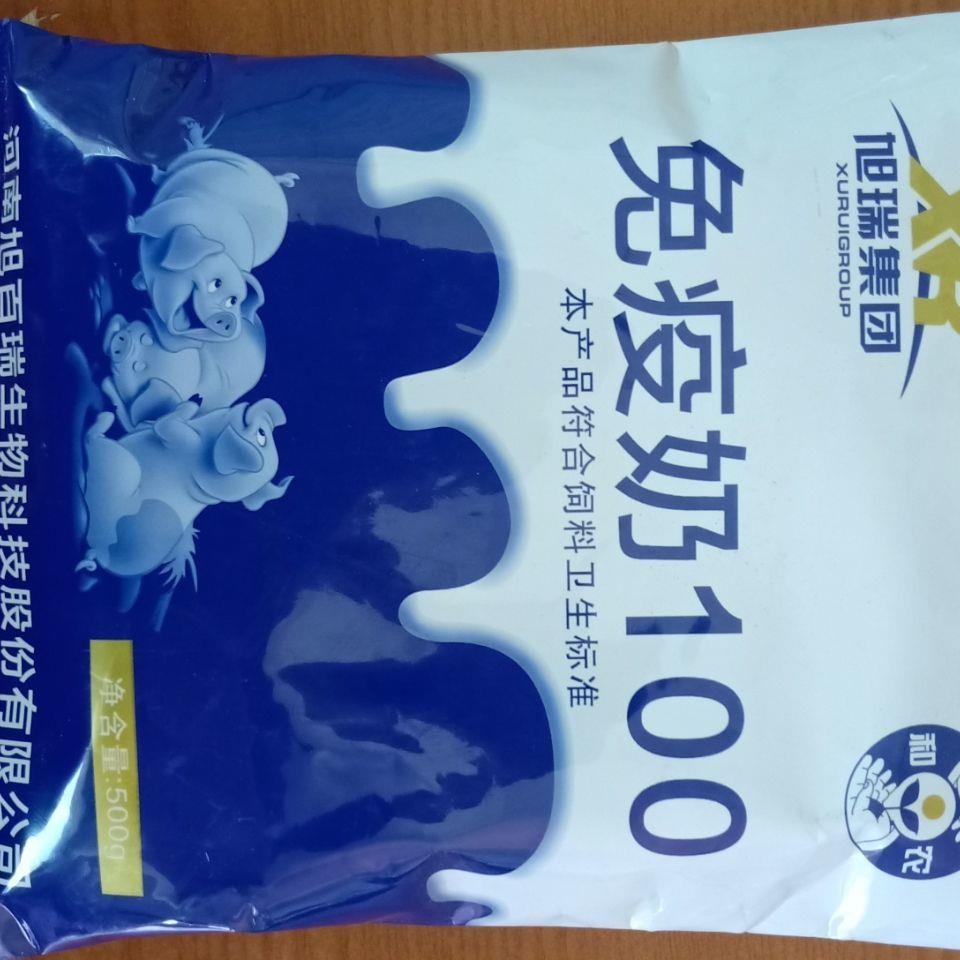 XR
旭瑞集团
XURUIGROUP
和
农
免疫奶100
本产品符合饲料卫生标准
净含量:500g
河南旭百瑞生物科技股份有限公司